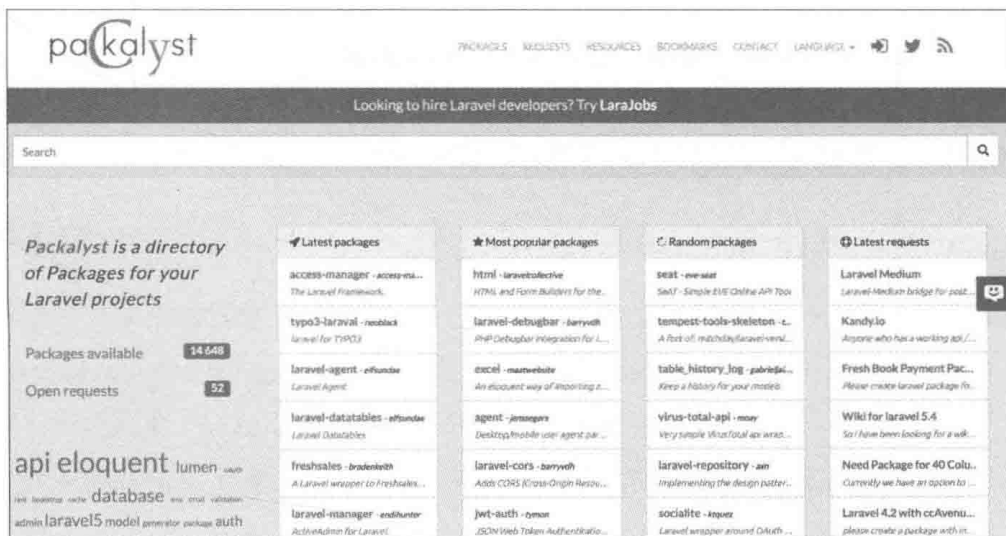 packalyst
PACKAGES REQUESTS RESOURCES BOOKMARKS CONTACT LANGUAGE
Looking to hire Laravel developers? Try LaraJobs
Search
Packalyst is a directory
of Packages for your
Laravel projects
Packages available 14 648
Open requests 52
api eloquent lumen
cache database email validation
admin laravel5 model generator package auth
Latest packages
access-manager - access-ma...
The Laravel Framework.
typo3-laraval - neoblack
laravel for TYPO3
laravel-agent - elfsundae
Laravel Agent
laravel-datatables - elfsundae
Laravel Datatables
freshsales - bradenkeith
A Laravel wrapper to Freshsales...
laravel-manager - endihunter
ActiveAdmin for Laravel
Most popular packages
html - laravelcollective
HTML and Form Builders for the...
laravel-debugbar - barryvdh
PHP Debugbar integration for L...
excel - maatwebsite
An eloquent way of importing a...
agent - jenssegers
Desktop/mobile user agent par...
laravel-cors - barryvdh
Adds CORS (Cross-Origin Resou...
jwt-auth - tymon
JSON Web Token Authenticatio...
Random packages
seat - eve-seat
SeAT - Simple EVE Online API Tool
tempest-tools-skeleton - t...
A fork of
table_history_log
Keep a history for your models
virus-total-api
Very simple VirusTotal api wrap...
laravel-repository
Implementing the design patter...
socialite
Laravel wrapper around OAuth ...
Latest requests
Laravel Medium
Laravel-Medium bridge for post...
Kandy.io
Anyone who has a working api /...
Fresh Book Payment Pac...
Please create laravel package fo...
Wiki for laravel 5.4
So i have been looking for a wik...
Need Package for 40 Colu...
Currently we have an option to ...
Laravel 4.2 with ccAvenu...
please create a package with in...